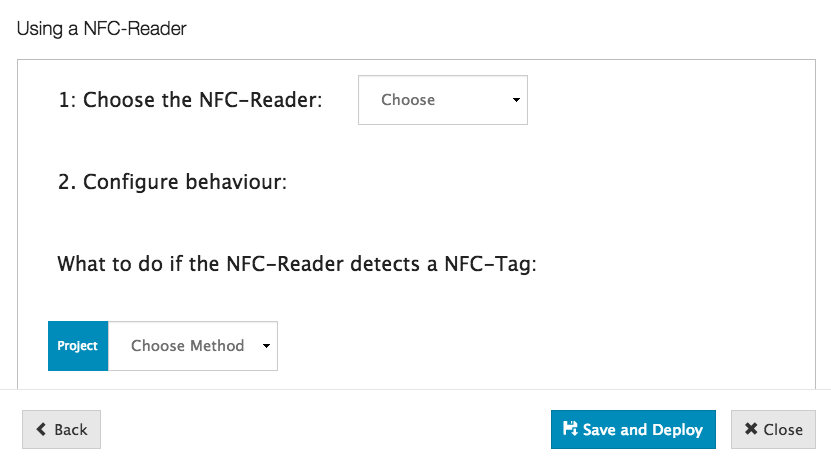 Using a NFC-Reader
1: Choose the NFC-Reader: Choose
2. Configure behaviour:
What to do if the NFC-Reader detects a NFC-Tag:
Project Choose Method
Back Save and Deploy Close